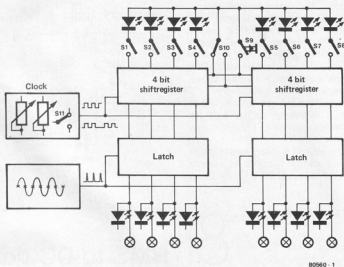 S1
S2
S3
S4
S10
S9
S5
S6
S7
S8
Clock
S11
4 bit
shiftregister
4 bit
shiftregister
Latch
Latch
80560 - 1